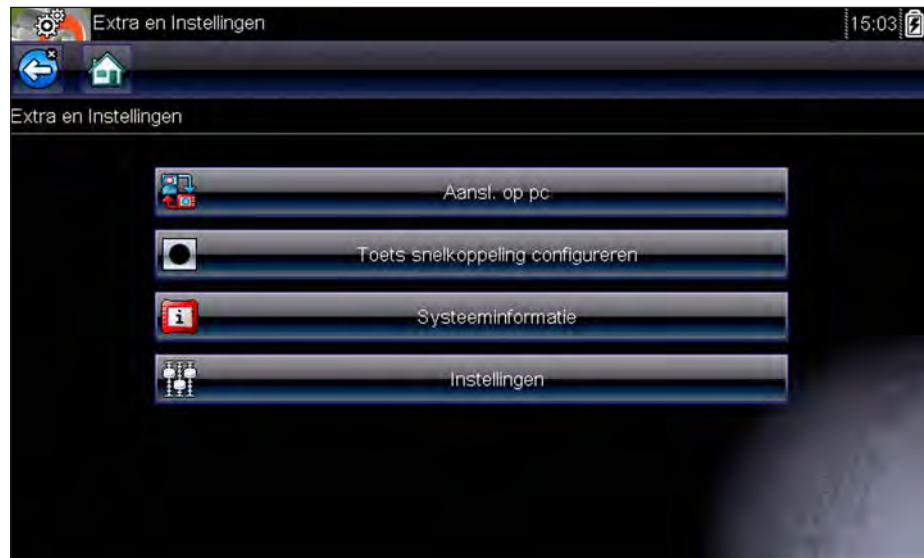 Extra en Instellingen
15:03
Extra en Instellingen
Aansl. op pc
Toets snelkoppeling configureren
Systeeminformatie
Instellingen